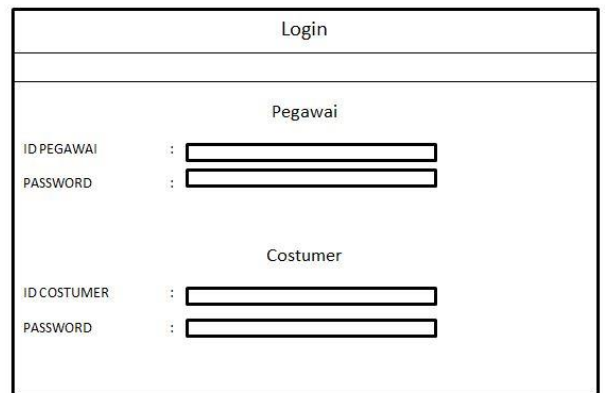 Login
Pegawai
ID PEGAWAI :
PASSWORD :
Costumer
ID COSTUMER :
PASSWORD :